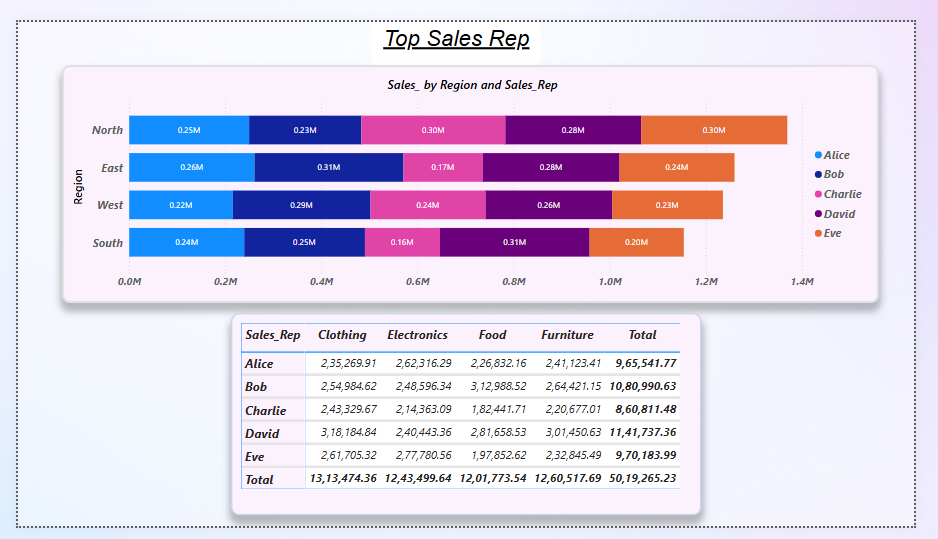 Top Sales Rep
Sales_ by Region and Sales_Rep
Region
North 0.25M 0.23M 0.30M 0.28M 0.30M
East 0.26M 0.31M 0.17M 0.28M 0.24M
West 0.22M 0.29M 0.24M 0.26M 0.23M
South 0.24M 0.25M 0.16M 0.31M 0.20M
0.0M 0.2M 0.4M 0.6M 0.8M 1.0M 1.2M 1.4M
Alice
Bob
Charlie
David
Eve
Sales_Rep Clothing Electronics Food Furniture Total
Alice 2,35,269.91 2,62,316.29 2,26,832.16 2,41,123.41 9,65,541.77
Bob 2,54,984.62 2,48,596.34 3,12,988.52 2,64,421.15 10,80,990.63
Charlie 2,43,329.67 2,14,363.09 1,82,441.71 2,20,677.01 8,60,811.48
David 3,18,184.84 2,40,443.36 2,81,658.53 3,01,450.63 11,41,737.36
Eve 2,61,705.32 2,77,780.56 1,97,852.62 2,32,845.49 9,70,183.99
Total 13,13,474.36 12,43,499.64 12,01,773.54 12,60,517.69 50,19,265.23